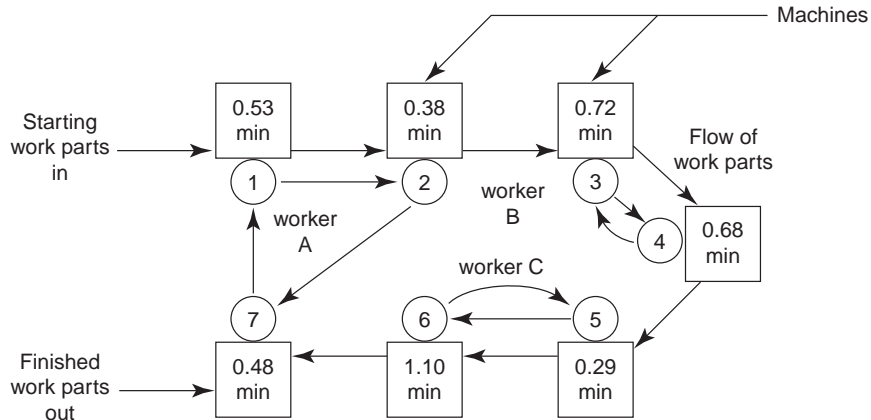 Machines
0.53
min
0.38
min
0.72
min
Starting
work parts
in
Flow of
work parts
1
2
3
worker
A
worker
B
4
0.68
min
worker C
7
6
5
Finished
work parts
out
0.48
min
1.10
min
0.29
min